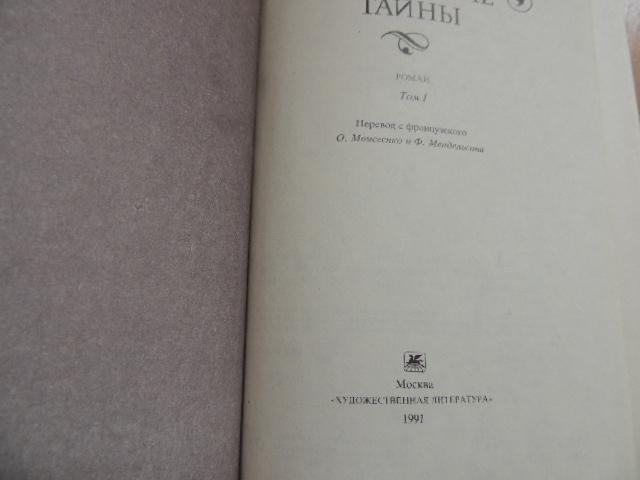 ТАЙНЫ
РОМАН
Том I
Перевод с французского
О. Моисеенко и Ф. Мендельсона
Москва
«ХУДОЖЕСТВЕННАЯ ЛИТЕРАТУРА»
1991